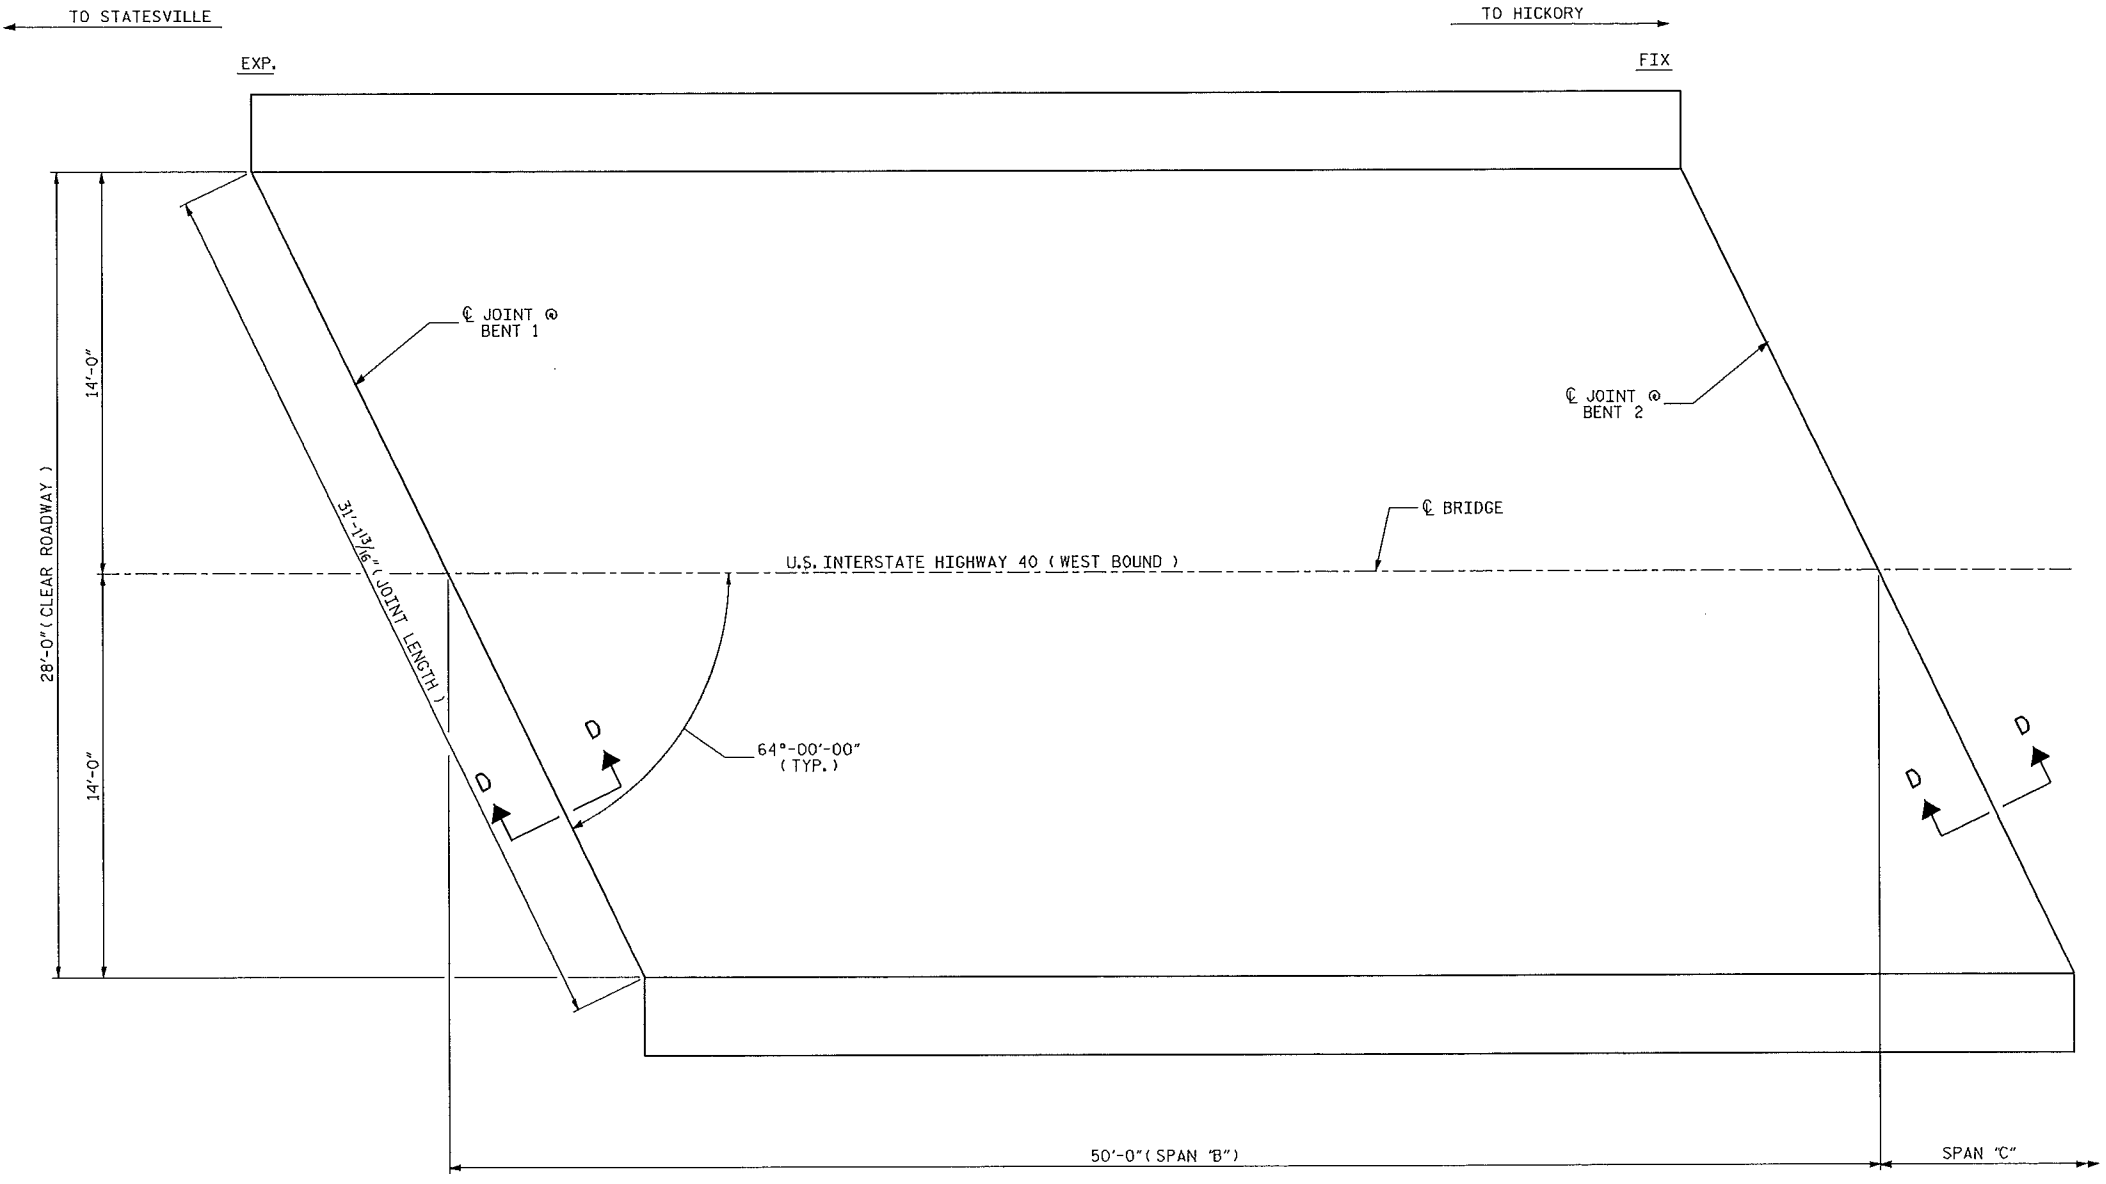 TO STATESVILLE
TO HICKORY
EXP.
FIX
℄ JOINT @
BENT 1
14'-0"
℄ JOINT @
BENT 2
28'-0" ( CLEAR ROADWAY )
31'-1 13/16" ( JOINT LENGTH )
℄ BRIDGE
U.S. INTERSTATE HIGHWAY 40 ( WEST BOUND )
D
D
64°-00'-00"
( TYP. )
14'-0"
D
D
50'-0" ( SPAN "B" )
SPAN "C"